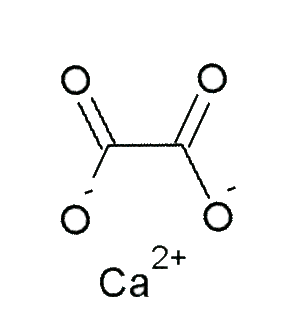 O O
O- O-
Ca2+